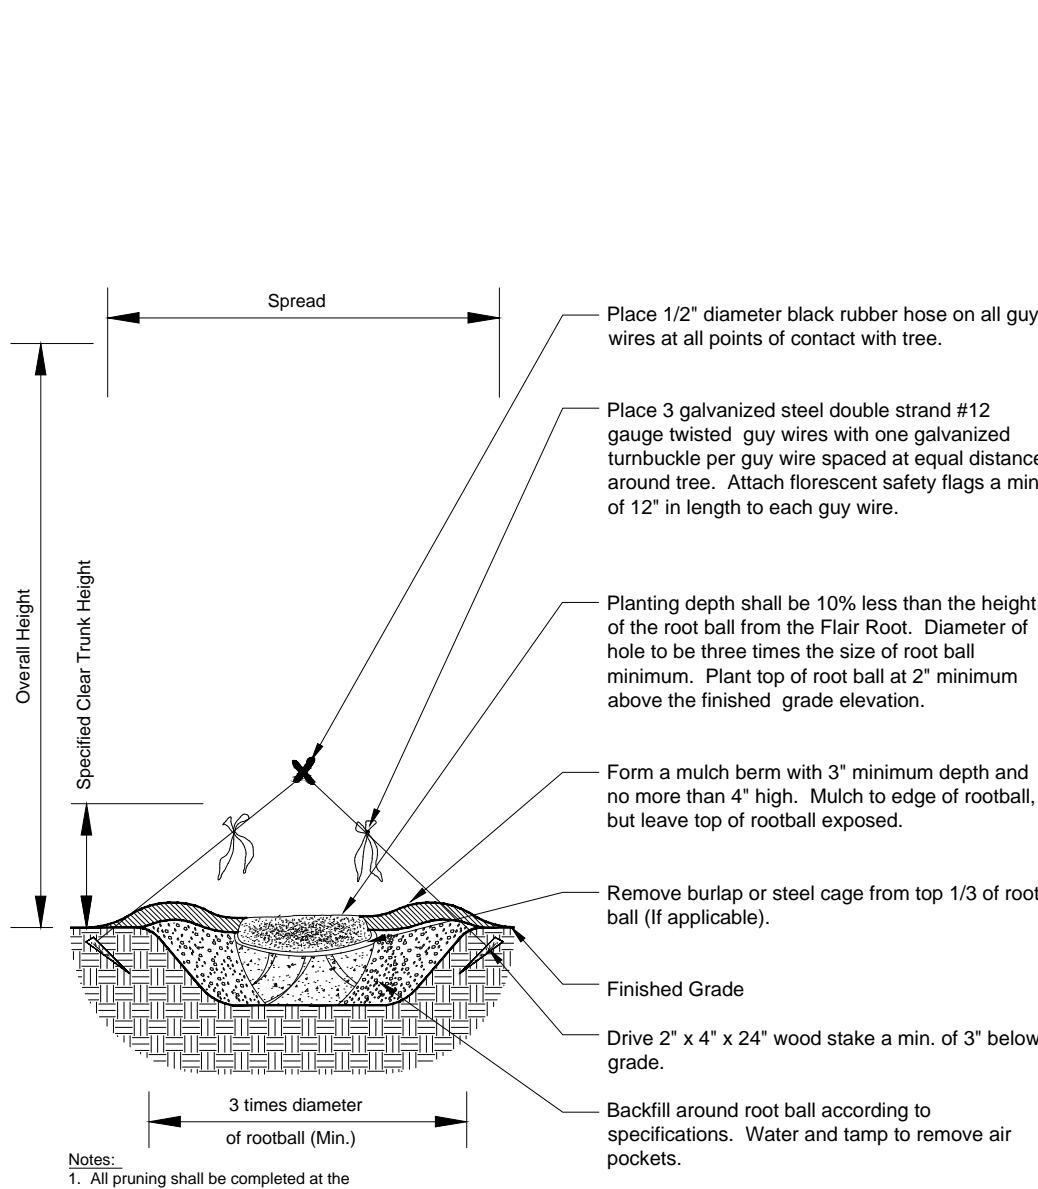 Spread
Place 1/2" diameter black rubber hose on all guy
wires at all points of contact with tree.
Place 3 galvanized steel double strand #12
gauge twisted guy wires with one galvanized
turnbuckle per guy wire spaced at equal distance
around tree. Attach florescent safety flags a min
of 12" in length to each guy wire.
Overall Height
Specified Clear Trunk Height
Planting depth shall be 10% less than the height
of the root ball from the Flair Root. Diameter of
hole to be three times the size of root ball
minimum. Plant top of root ball at 2" minimum
above the finished grade elevation.
Form a mulch berm with 3" minimum depth and
no more than 4" high. Mulch to edge of rootball,
but leave top of rootball exposed.
Remove burlap or steel cage from top 1/3 of root
ball (If applicable).
Finished Grade
Drive 2" x 4" x 24" wood stake a min. of 3" below
grade.
Backfill around root ball according to
specifications. Water and tamp to remove air
pockets.
3 times diameter
of rootball (Min.)
Notes:
1. All pruning shall be completed at the